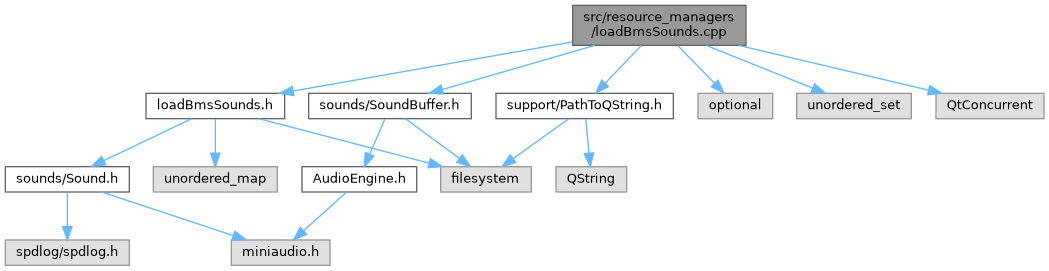 src/resource_managers
/loadBmsSounds.cpp
loadBmsSounds.h
sounds/SoundBuffer.h
support/PathToQString.h
optional
unordered_set
QtConcurrent
sounds/Sound.h
unordered_map
AudioEngine.h
filesystem
QString
spdlog/spdlog.h
miniaudio.h